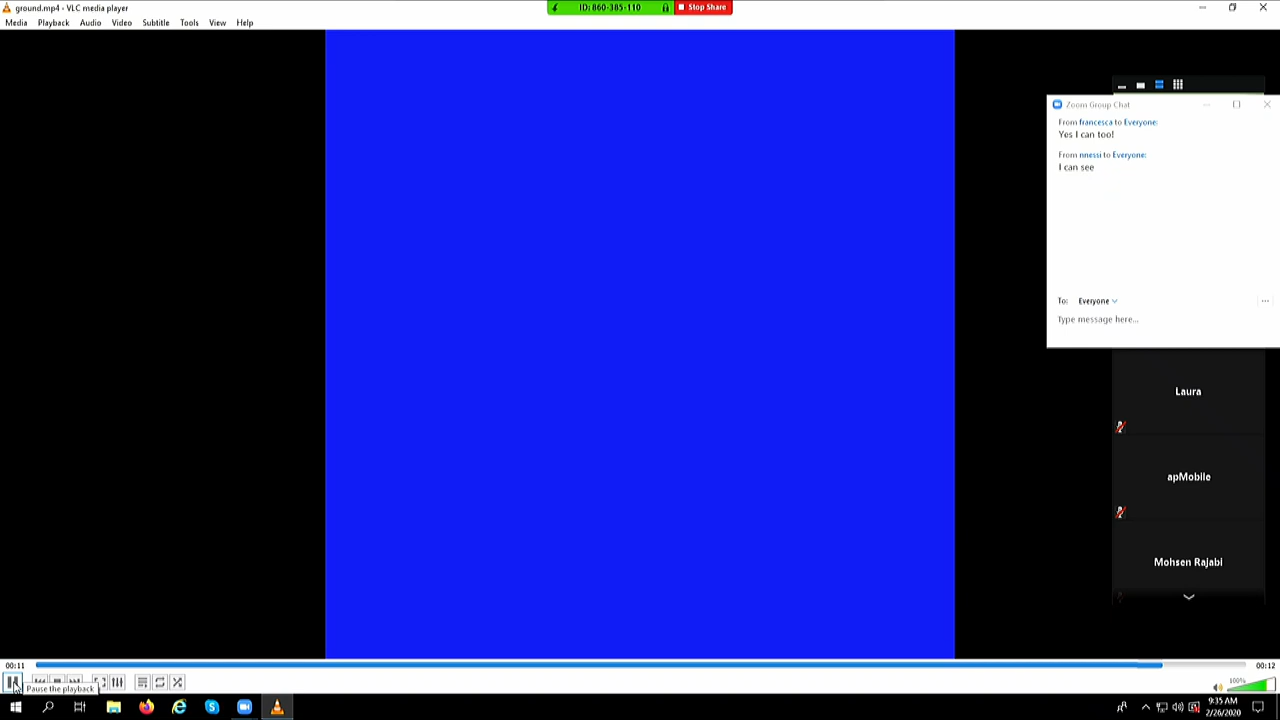 ground.mp4 - VLC media player
ID: 860-385-110
Stop Share
Media Playback Audio Video Subtitle Tools View Help
Zoom Group Chat
From francesca to Everyone:
Yes I can too!
From nnessi to Everyone:
I can see
To: Everyone
Type message here...
Laura
apMobile
Mohsen Rajabi
00:11
00:12
Pause the playback
100%
9:35 AM
2/26/2020